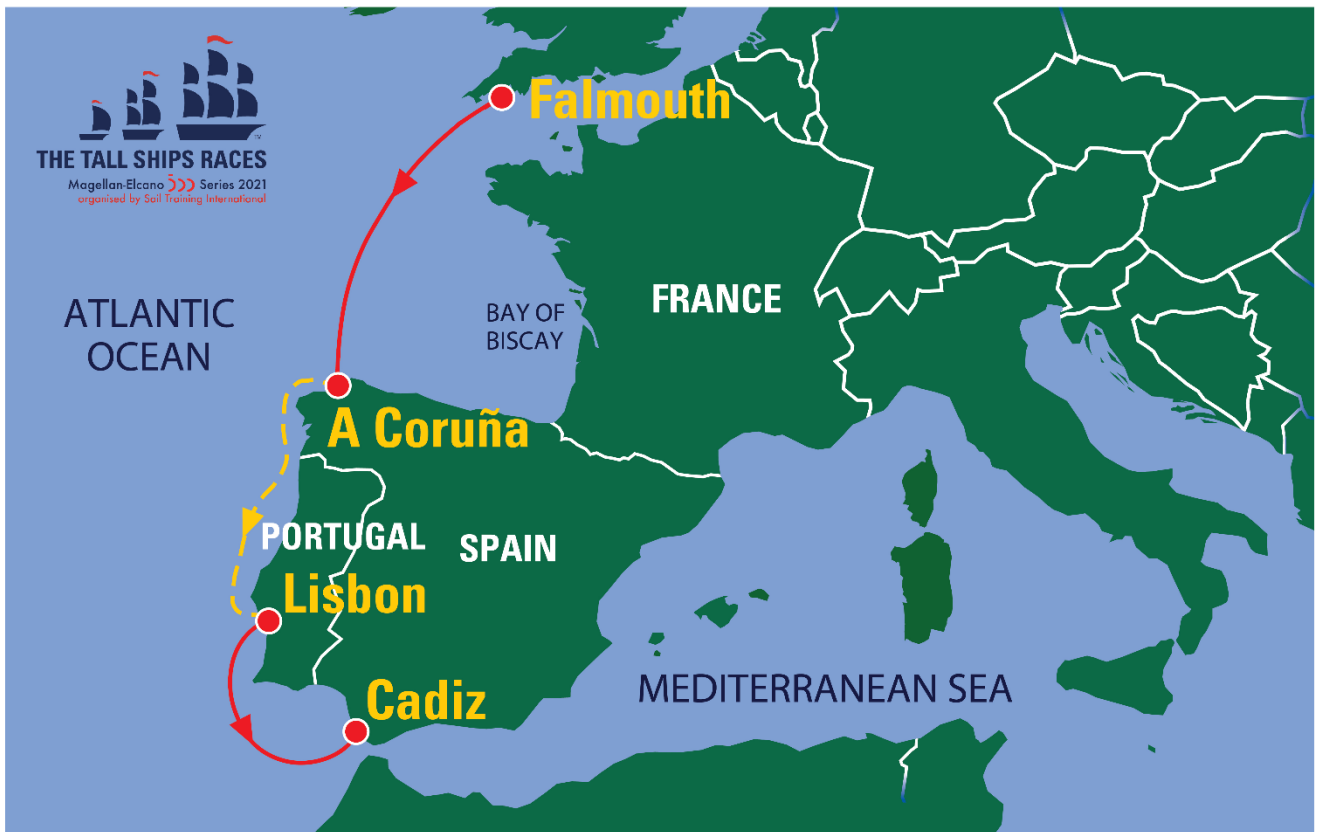 THE TALL SHIPS RACES
Magellan-Elcano 500 Series 2021
organised by Sail Training International
Falmouth
ATLANTIC
OCEAN
BAY OF
BISCAY
FRANCE
A Coruña
PORTUGAL
SPAIN
Lisbon
Cadiz
MEDITERRANEAN SEA